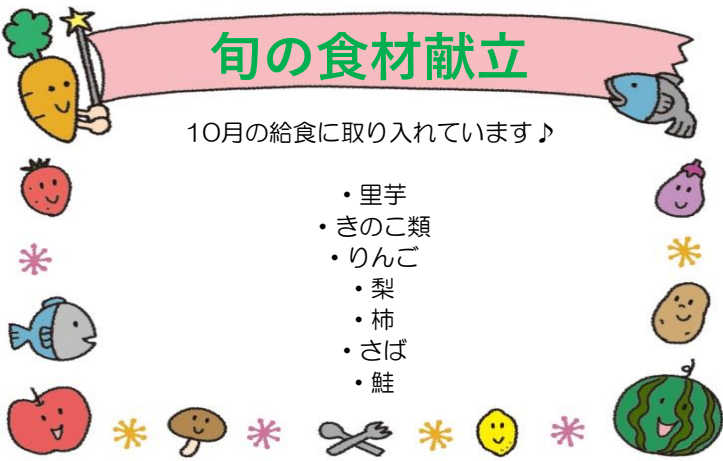 旬の食材献立
10月の給食に取り入れています♪
・里芋
・きのこ類
・りんご
・梨
・柿
・さば
・鮭